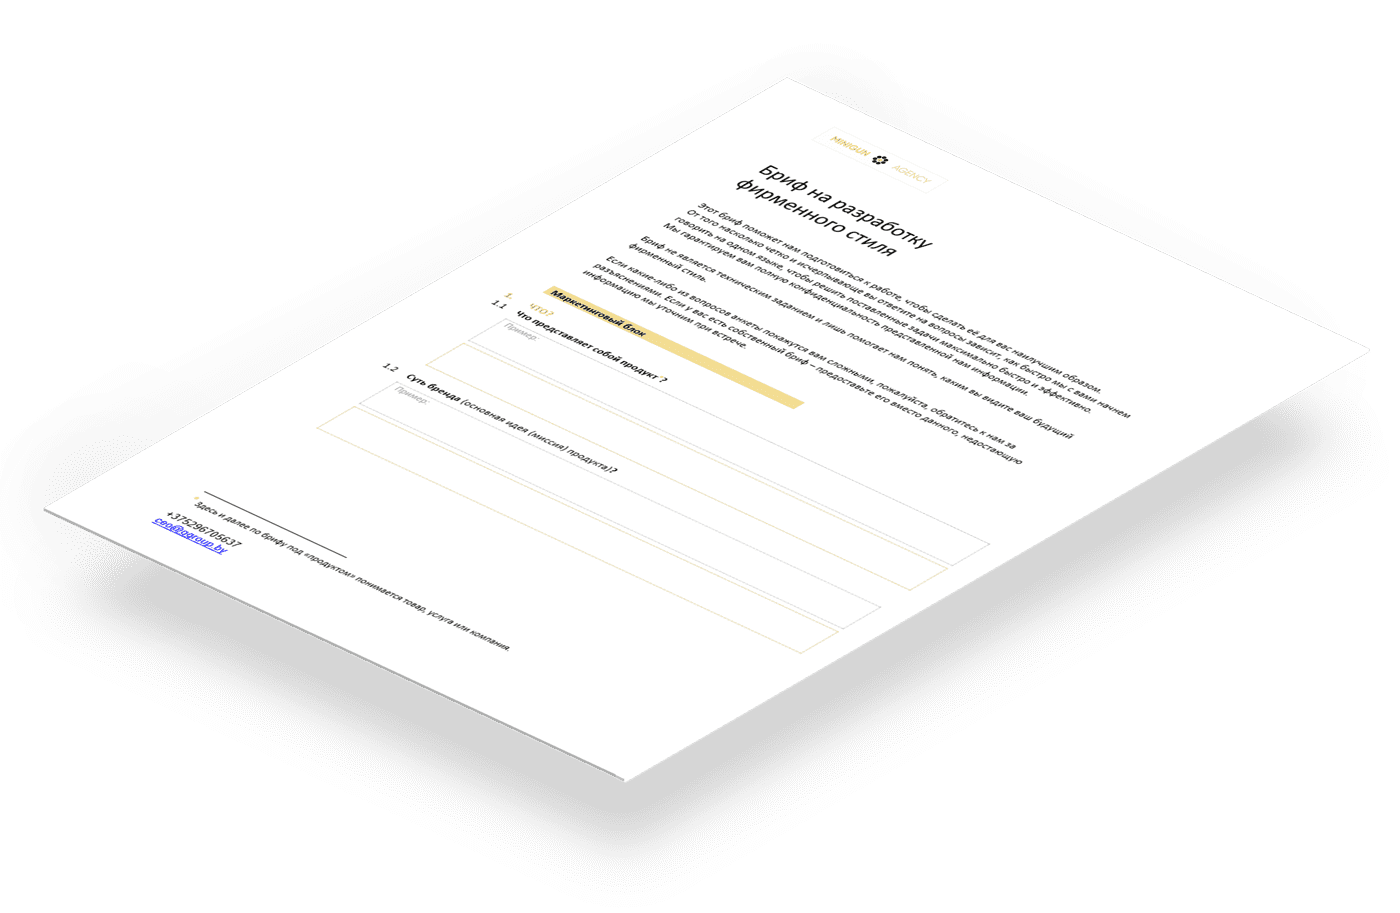 MINIGUN AGENCY
Бриф на разработку
фирменного стиля
Этот бриф поможет нам подготовиться к работе, чтобы сделать её для вас наилучшим образом.
От того насколько четко и исчерпывающе вы ответите на вопросы зависит, как быстро мы с вами начнем
говорить на одном языке, чтобы решить поставленные задачи максимально быстро и эффективно.
Мы гарантируем вам полную конфиденциальность представленной нам информации.
Бриф не является техническим заданием и лишь помогает нам понять, каким вы видите ваш будущий
фирменный стиль.
Если какие-либо из вопросов анкеты покажутся вам сложными, пожалуйста, обратитесь к нам за
разъяснениями. Если у вас есть собственный бриф – предоставьте его вместо данного, недостающую
информацию мы уточним при встрече.
1. Маркетинговый блок
ЧТО?
1.1 Что представляет собой продукт*?
Пример:
1.2 Суть бренда (основная идея (миссия) продукта)?
Пример:
* Здесь и далее по брифу под «продуктом» понимается товар, услуга или компания.
+375296705637
ceo@pgroup.by